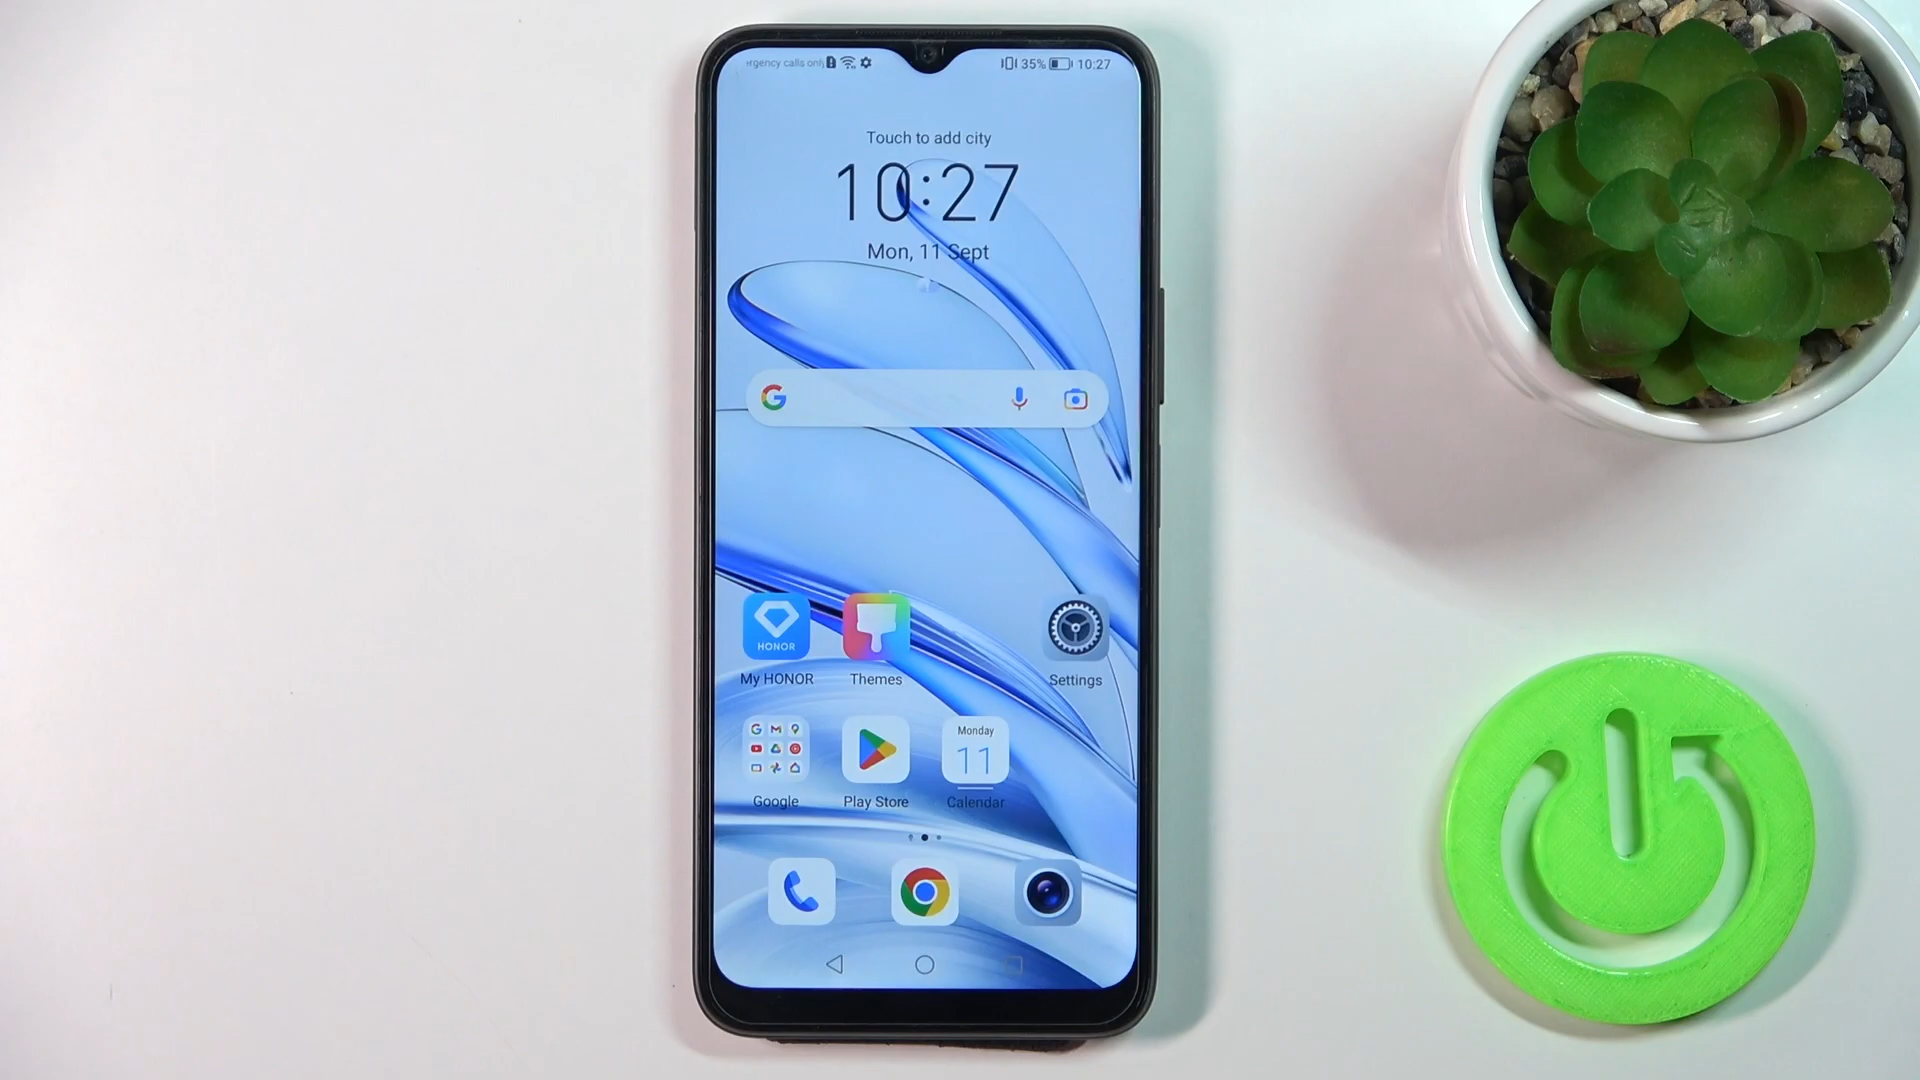 rgency calls only
35%
10:27
Touch to add city
10:27
Mon, 11 Sept
HONOR
My HONOR
Themes
Settings
Monday
11
Google
Play Store
Calendar